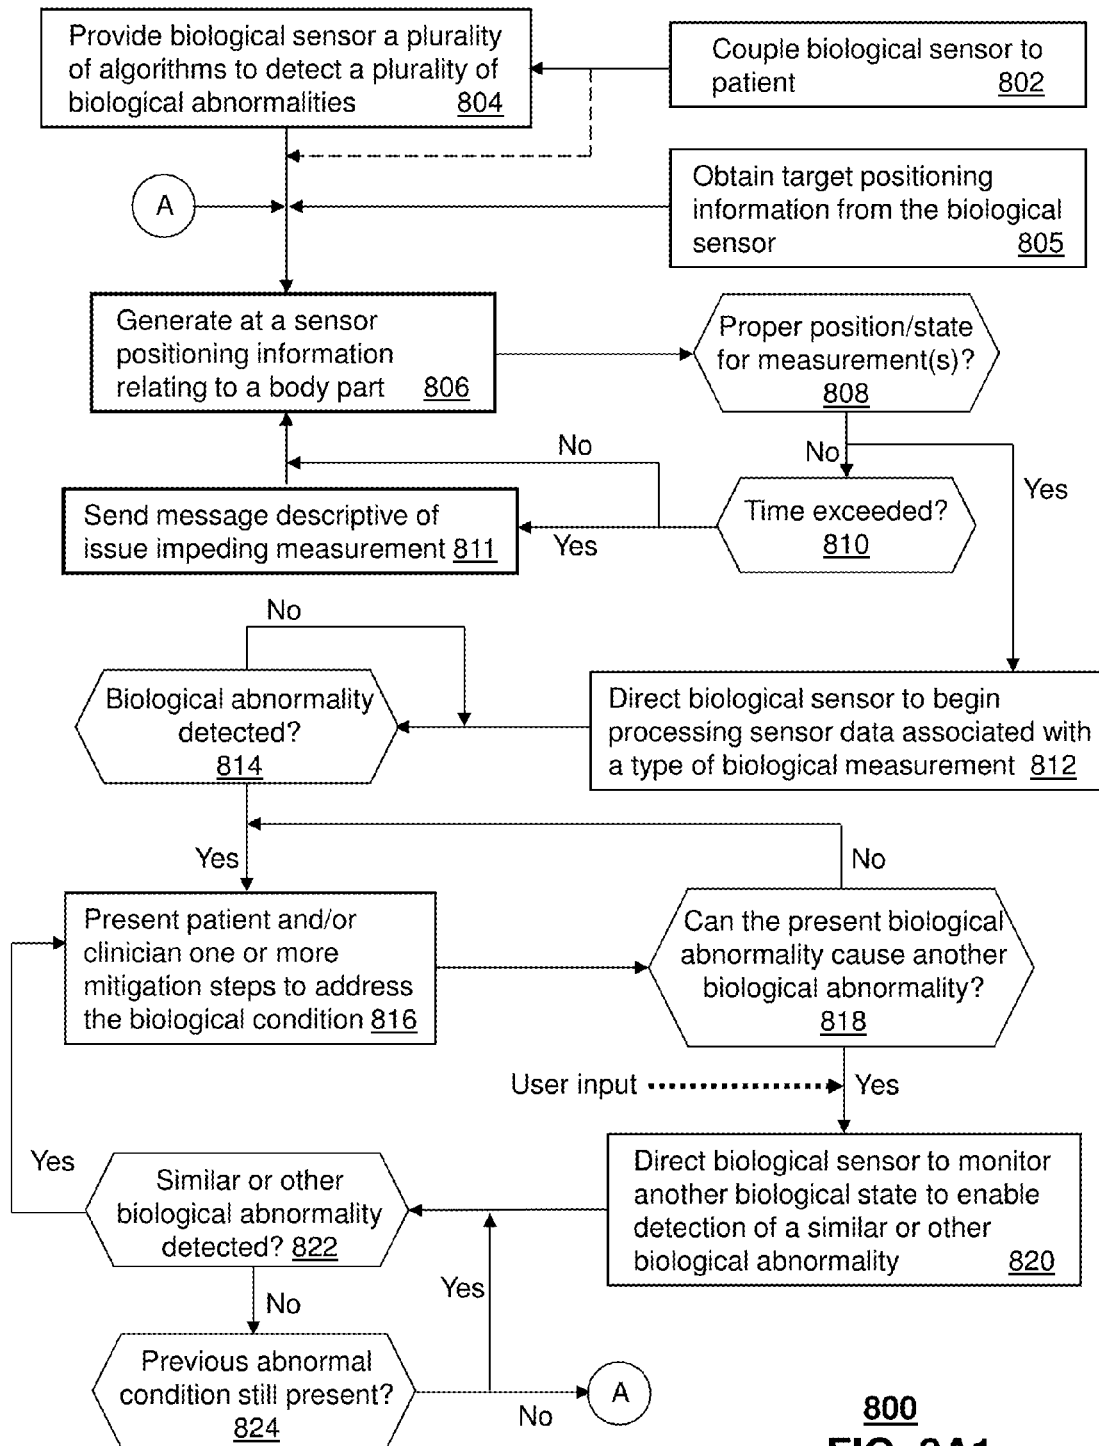 Provide biological sensor a plurality
of algorithms to detect a plurality of
biological abnormalities 804
Couple biological sensor to
patient 802
A
Obtain target positioning
information from the biological
sensor 805
Generate at a sensor
positioning information
relating to a body part 806
Proper position/state
for measurement(s)?
808
No
No
Yes
Send message descriptive of
issue impeding measurement 811
Yes
Time exceeded?
810
No
Biological abnormality
detected?
814
Direct biological sensor to begin
processing sensor data associated with
a type of biological measurement 812
Yes
No
Present patient and/or
clinician one or more
mitigation steps to address
the biological condition 816
Can the present biological
abnormality cause another
biological abnormality?
818
User input
Yes
Yes
Similar or other
biological abnormality
detected? 822
Direct biological sensor to monitor
another biological state to enable
detection of a similar or other
biological abnormality 820
Yes
No
Previous abnormal
condition still present?
824
No
A
800
FIG. 8A1